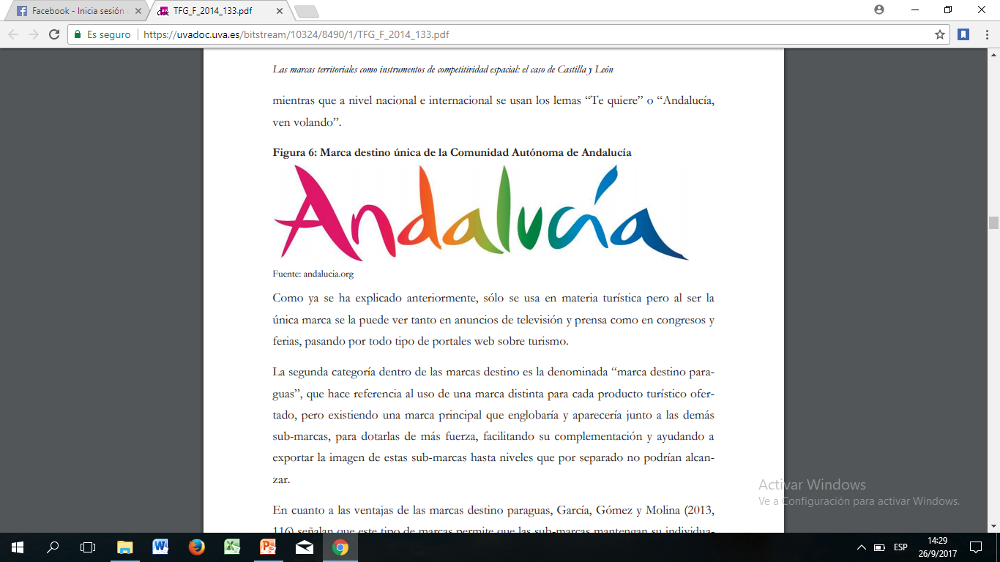 Facebook - Inicia sesión
TFG_F_2014_133.pdf
Es seguro
https://uvadoc.uva.es/bitstream/10324/8490/1/TFG_F_2014_133.pdf
Las marcas territoriales como instrumentos de competitividad espacial: el caso de Castilla y León
mientras que a nivel nacional e internacional se usan los lemas “Te quiere” o “Andalucía,
ven volando”.
Figura 6: Marca destino única de la Comunidad Autónoma de Andalucía
Andalucía
Fuente: andalucia.org
Como ya se ha explicado anteriormente, sólo se usa en materia turística pero al ser la
única marca se la puede ver tanto en anuncios de televisión y prensa como en congresos y
ferias, pasando por todo tipo de portales web sobre turismo.
La segunda categoría dentro de las marcas destino es la denominada “marca destino para-
guas”, que hace referencia al uso de una marca distinta para cada producto turístico ofer-
tado, pero existiendo una marca principal que englobaría y aparecería junto a las demás
sub-marcas, para dotarlas de más fuerza, facilitando su complementación y ayudando a
exportar la imagen de estas sub-marcas hasta niveles que por separado no podrían alcan-
zar.
Activar Windows
Ve a Configuración para activar Windows.
En cuanto a las ventajas de las marcas destino paraguas, García, Gómez y Molina (2013,
116) señalan que este tipo de marcas permite que las sub-marcas mantengan su individua-
ESP
14:29
26/9/2017